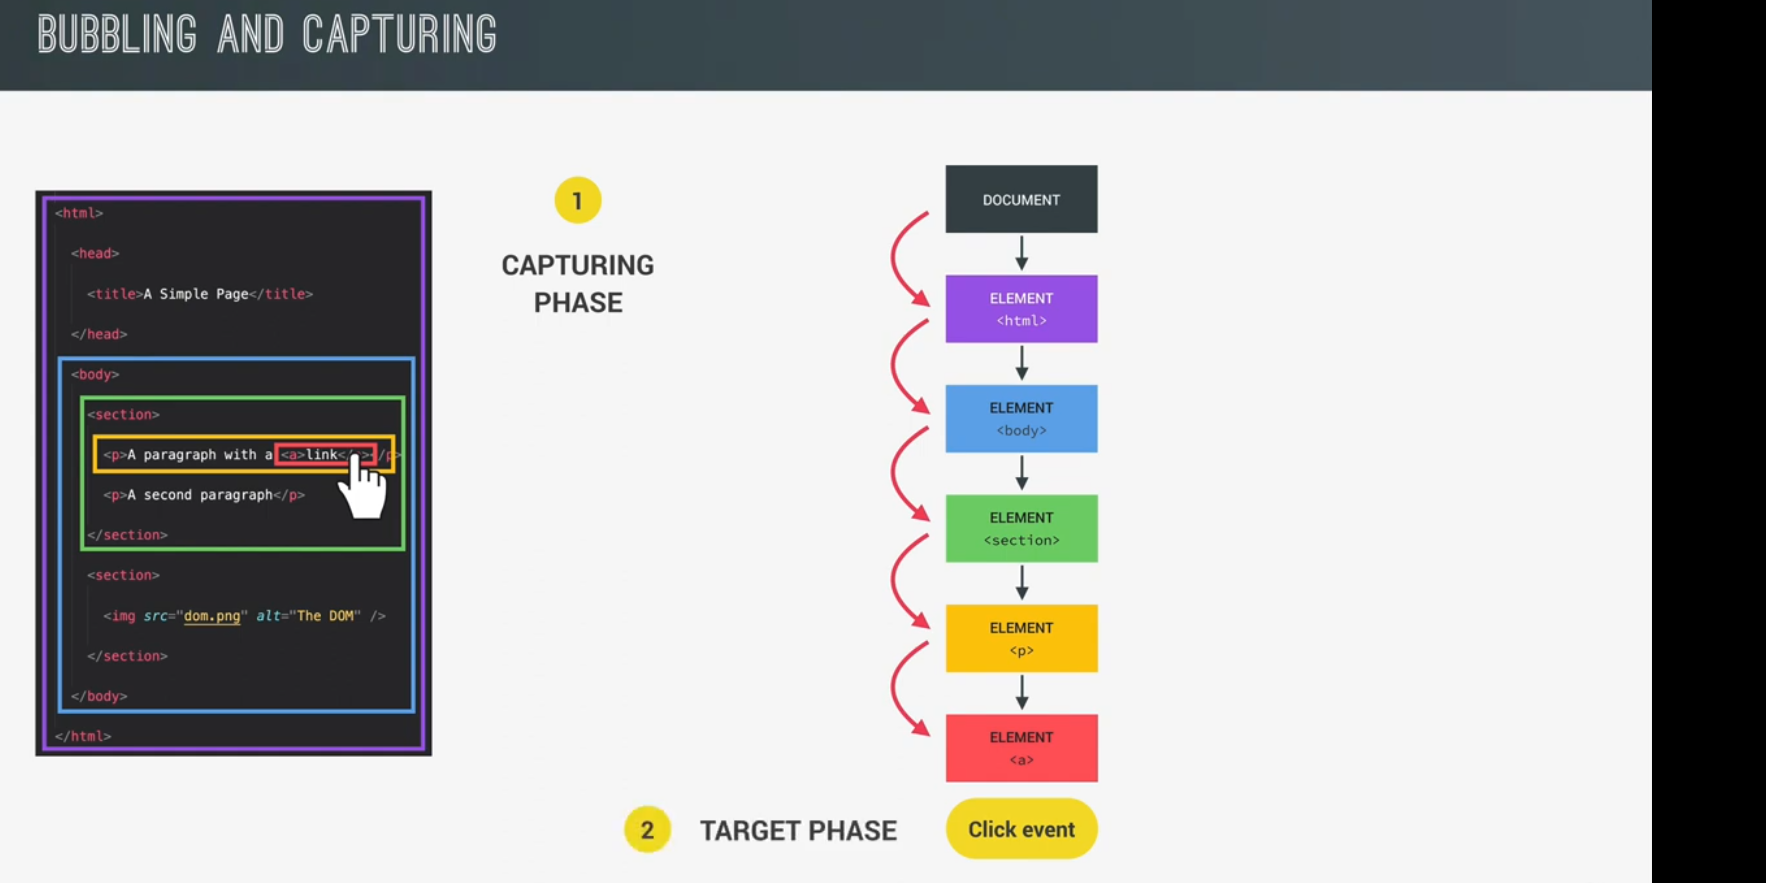 BUBBLING AND CAPTURING
<html>
<head>
<title>A Simple Page</title>
</head>
<body>
<section>
<p>A paragraph with a <a>link</a></p>
<p>A second paragraph</p>
</section>
<section>
<img src="dom.png" alt="The DOM" />
</section>
</body>
</html>
1
CAPTURING
PHASE
DOCUMENT
ELEMENT
<html>
ELEMENT
<body>
ELEMENT
<section>
ELEMENT
<p>
ELEMENT
<a>
2 TARGET PHASE
Click event